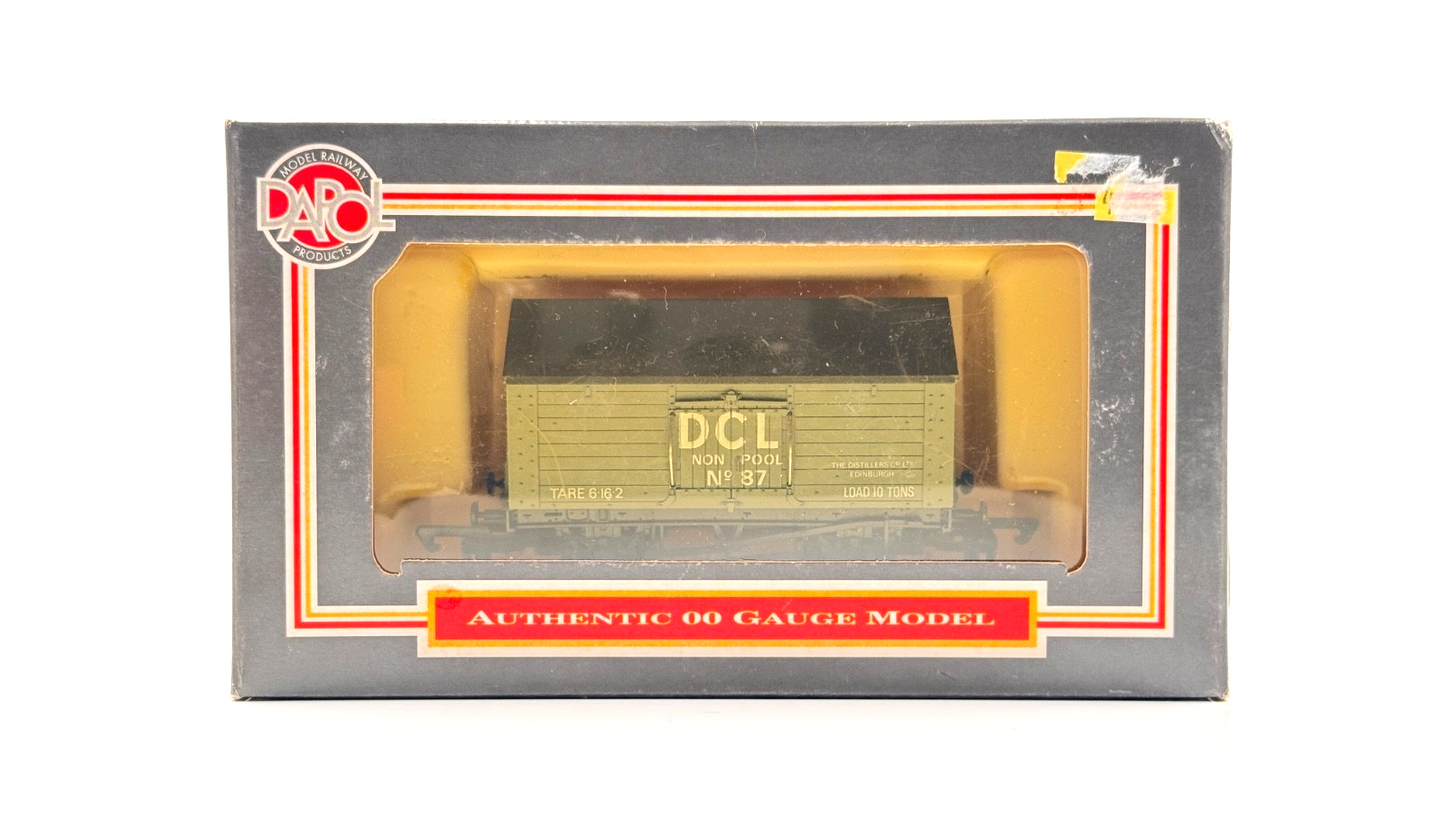 MODEL RAILWAY
DAPOL
PRODUCTS
DCL
NON POOL
Nº 87
THE DISTILLERS Cº LTD
EDINBURGH
TARE 6·16·2
LOAD 10 TONS
AUTHENTIC 00 GAUGE MODEL